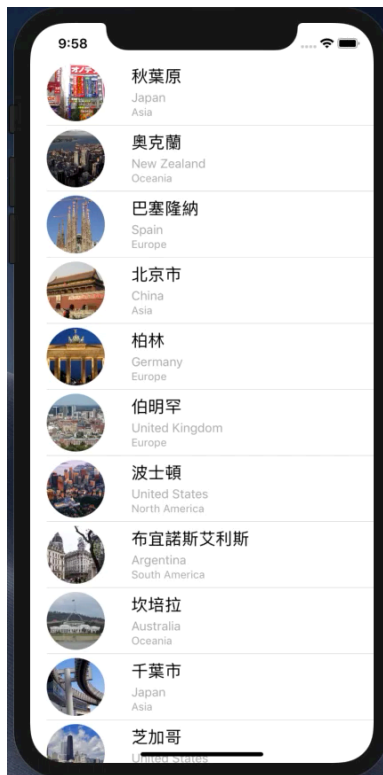 9:58
秋葉原
Japan
Asia
奧克蘭
New Zealand
Oceania
巴塞隆納
Spain
Europe
北京市
China
Asia
柏林
Germany
Europe
伯明罕
United Kingdom
Europe
波士頓
United States
North America
布宜諾斯艾利斯
Argentina
South America
坎培拉
Australia
Oceania
千葉市
Japan
Asia
芝加哥
United States